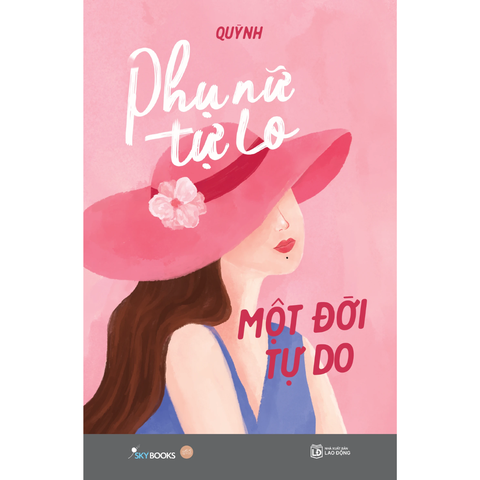 QUỲNH
Phụ nữ
tự lo
MỘT ĐỜI
TỰ DO
SKYBOOKS
NHÀ XUẤT BẢN
LAO ĐỘNG